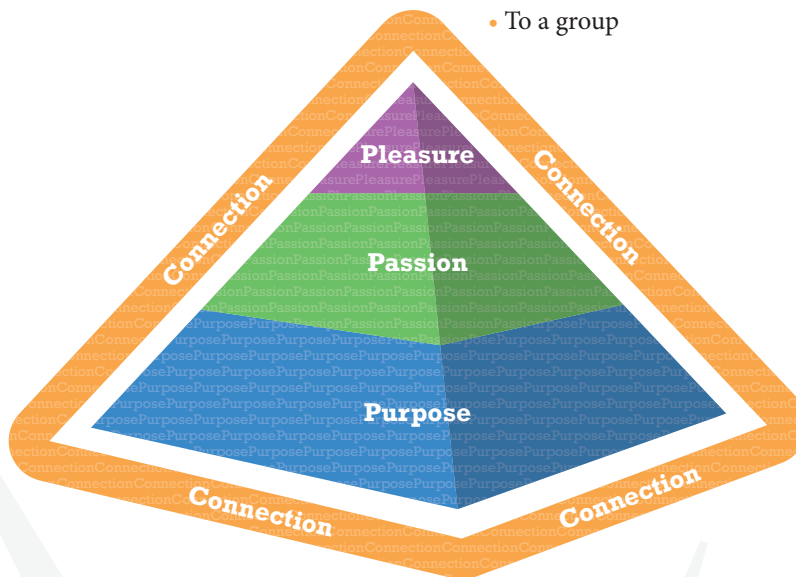 • To a group
Pleasure
Connection
Connection
Passion
Purpose
Connection
Connection